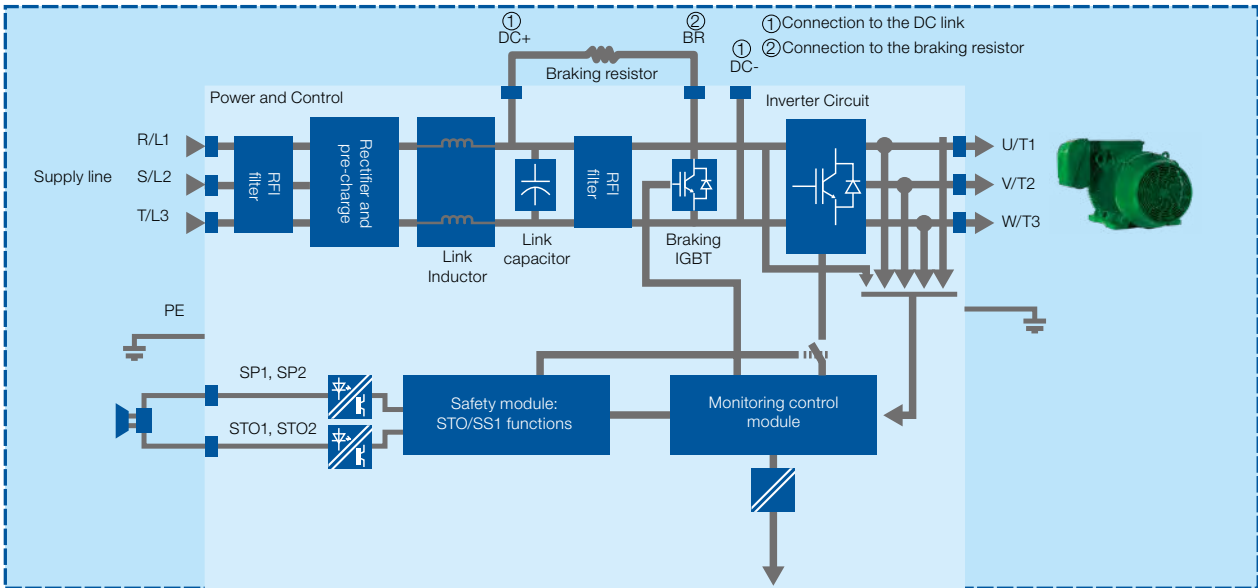 ①
DC+
②
BR
①Connection to the DC link
②Connection to the braking resistor
①
DC-
Braking resistor
Power and Control
Inverter Circuit
Supply line
R/L1
S/L2
T/L3
RFI
filter
Rectifier and
pre-charge
Link
Inductor
Link
capacitor
RFI
filter
Braking
IGBT
U/T1
V/T2
W/T3
PE
SP1, SP2
STO1, STO2
Safety module:
STO/SS1 functions
Monitoring control
module